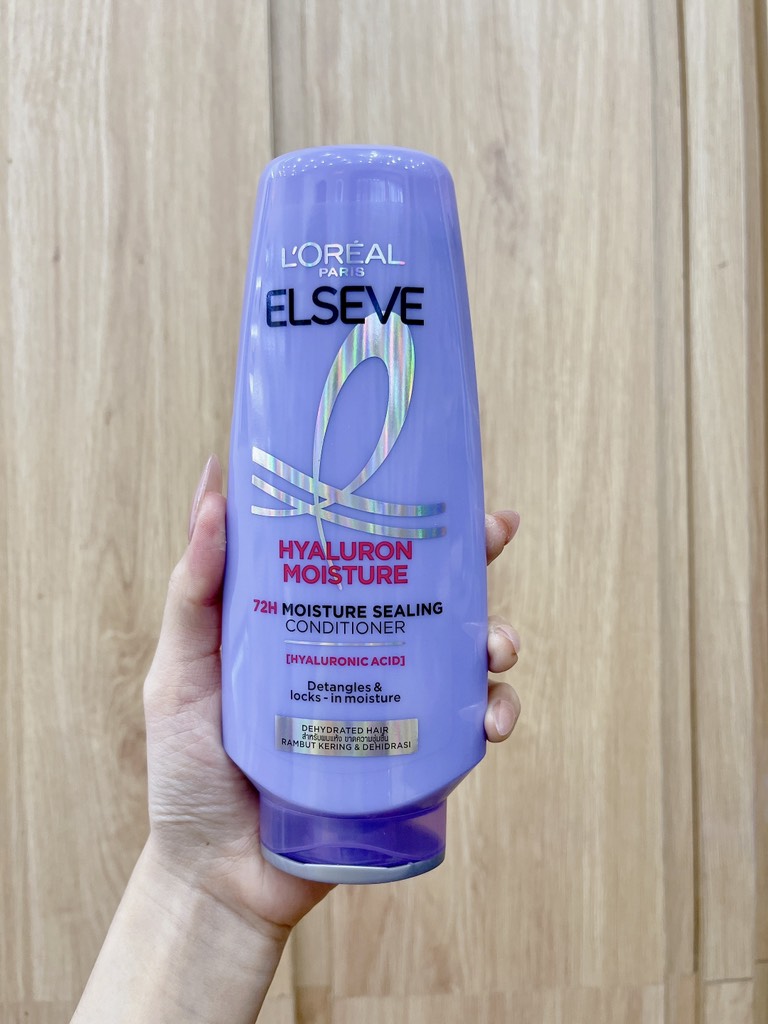 L'ORÉAL
PARIS
ELSEVE
HYALURON
MOISTURE
72H MOISTURE SEALING
CONDITIONER
[HYALURONIC ACID]
Detangles &
locks-in moisture
DEHYDRATED HAIR
สำหรับผมแห้ง ขาดความชุ่มชื้น
RAMBUT KERING & DEHIDRASI